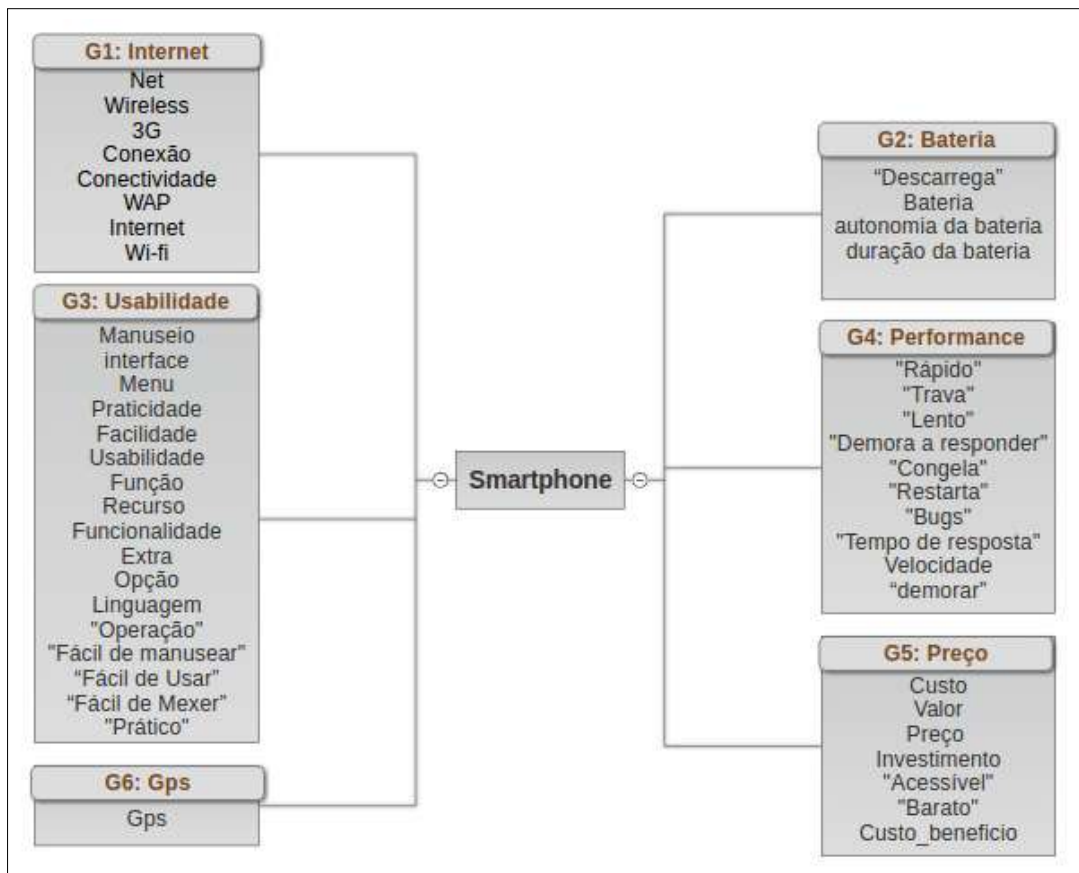 G1: Internet
Net
Wireless
3G
Conexão
Conectividade
WAP
Internet
Wi-fi
G3: Usabilidade
Manuseio
interface
Menu
Praticidade
Facilidade
Usabilidade
Função
Recurso
Funcionalidade
Extra
Opção
Linguagem
"Operação"
"Fácil de manusear"
“Fácil de Usar”
“Fácil de Mexer”
"Prático"
G6: Gps
Gps
Smartphone
G2: Bateria
“Descarrega”
Bateria
autonomia da bateria
duração da bateria
G4: Performance
"Rápido"
"Trava"
"Lento"
"Demora a responder"
"Congela"
"Restarta"
"Bugs"
"Tempo de resposta"
Velocidade
“demorar”
G5: Preço
Custo
Valor
Preço
Investimento
"Acessível"
"Barato"
Custo_beneficio